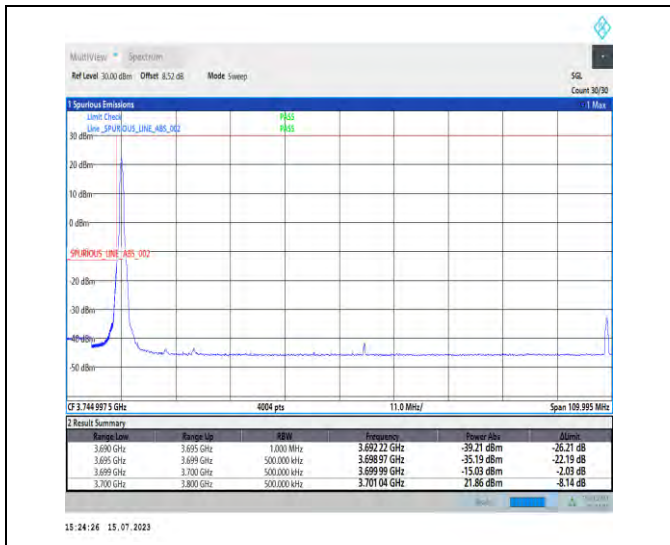 MultiView Spectrum
Ref Level 30.00 dBm Offset 8.52 dB Mode Sweep SGL
Count 30/30
1 Spurious Emissions 1 Max
Limit Check PASS
Line _SPURIOUS_LINE_ABS_002 PASS
30 dBm
20 dBm
10 dBm
0 dBm
_SPURIOUS_LINE_ABS_002
-20 dBm
-30 dBm
-40 dBm
-50 dBm
CF 3.744 997 5 GHz 4004 pts 11.0 MHz/ Span 109.995 MHz
2 Result Summary
Range Low Range Up RBW Frequency Power Abs ΔLimit
3.690 GHz 3.695 GHz 1.000 MHz 3.692 22 GHz -39.21 dBm -26.21 dB
3.695 GHz 3.699 GHz 500.000 kHz 3.698 97 GHz -35.19 dBm -22.19 dB
3.699 GHz 3.700 GHz 500.000 kHz 3.699 99 GHz -15.03 dBm -2.03 dB
3.700 GHz 3.800 GHz 500.000 kHz 3.701 04 GHz 21.86 dBm -8.14 dB
15:24:26 15.07.2023